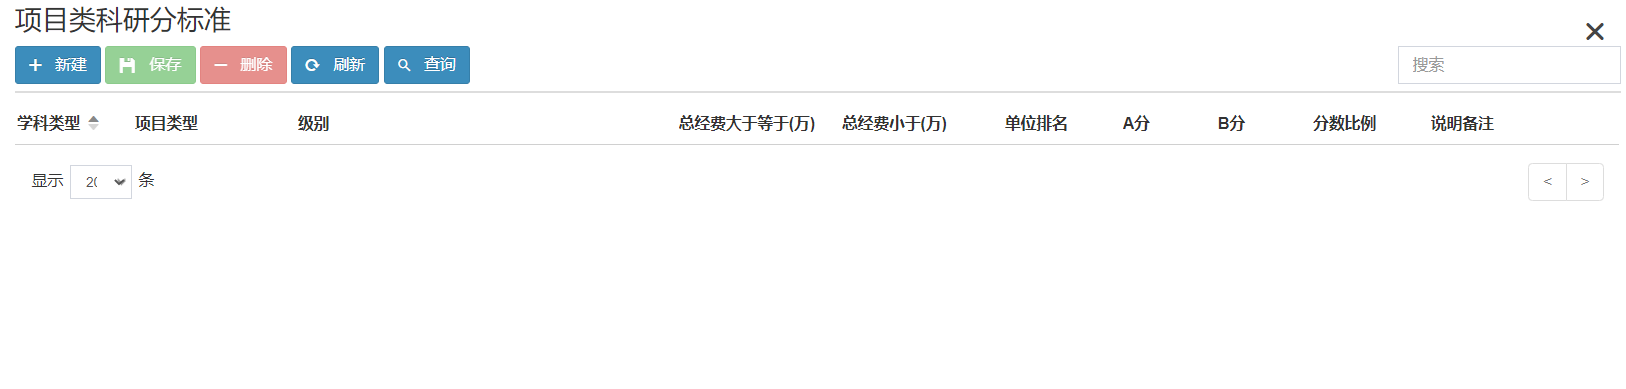 项目类科研分标准
新建 保存 删除 刷新 查询 搜索
学科类型 项目类型 级别 总经费大于等于(万) 总经费小于(万) 单位排名 A分 B分 分数比例 说明备注
显示 条 < >